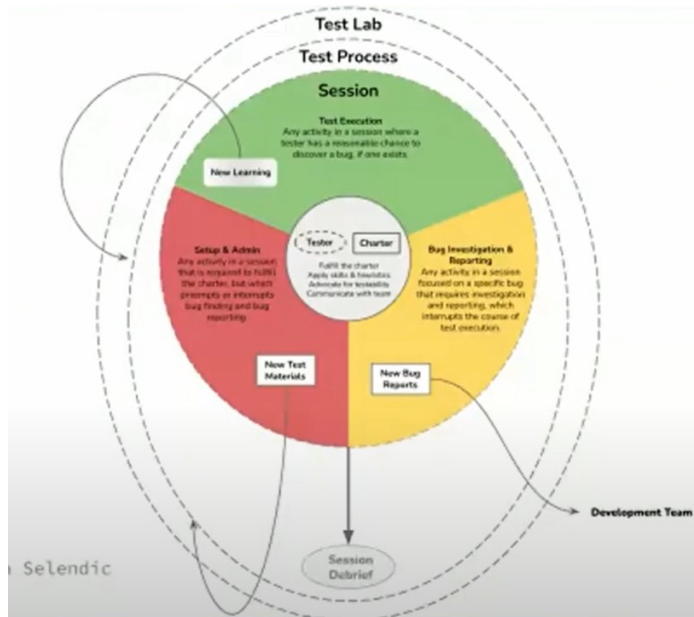 Test Lab
Test Process
Session
Test Execution
Any activity in a session where a
tester has a reasonable chance to
discover a bug, if one exists.
New Learning
Tester
Charter
Fulfill the charter
Apply skills & heuristics
Advocate for testability
Communicate with team
Setup & Admin
Any activity in a session
that is required to fulfill
the charter, but which
preempts or interrupts
bug finding and bug
reporting.
Bug Investigation &
Reporting
Any activity in a session
focused on a specific bug
that requires investigation
and reporting, which
interrupts the course of
test execution.
New Test
Materials
New Bug
Reports
Development Team
Session
Debrief
Selendic